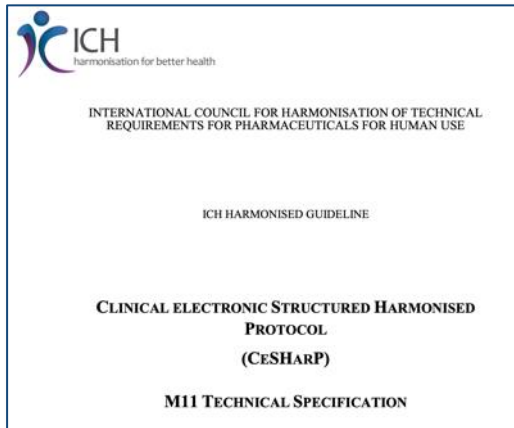 ICH
harmonisation for better health
INTERNATIONAL COUNCIL FOR HARMONISATION OF TECHNICAL
REQUIREMENTS FOR PHARMACEUTICALS FOR HUMAN USE
ICH HARMONISED GUIDELINE
CLINICAL ELECTRONIC STRUCTURED HARMONISED
PROTOCOL
(CESHARP)
M11 TECHNICAL SPECIFICATION